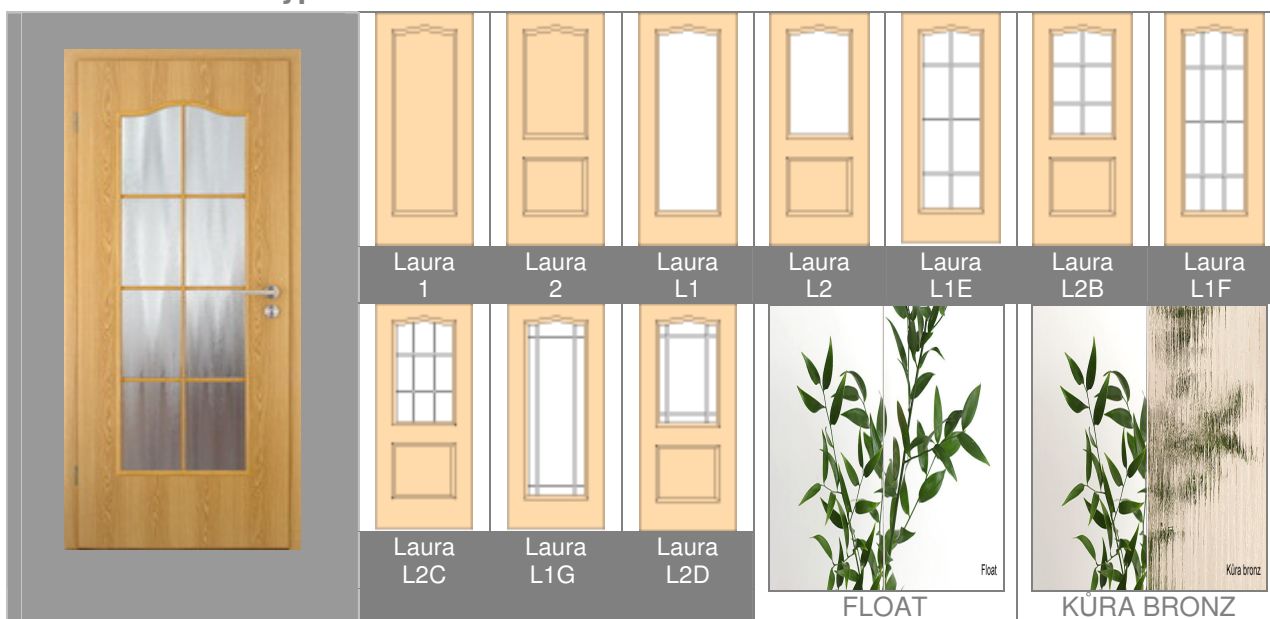 Laura
1
Laura
2
Laura
L1
Laura
L2
Laura
L1E
Laura
L2B
Laura
L1F
Laura
L2C
Laura
L1G
Laura
L2D
Float
Kůra bronz
FLOAT
KŮRA BRONZ